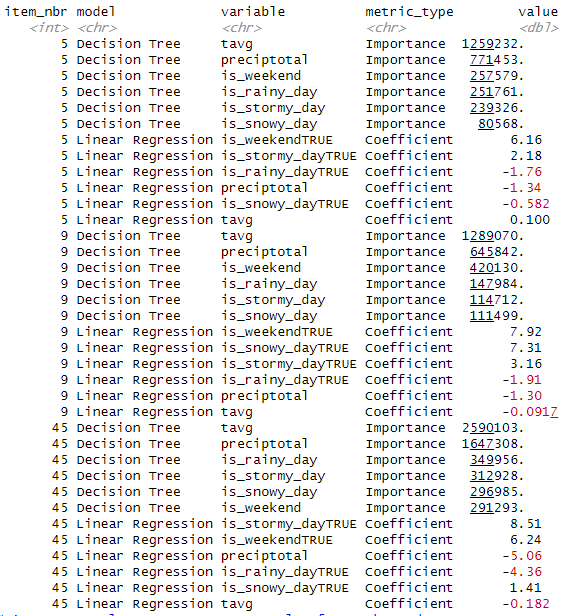 item_nbr model variable metric_type value
<int> <chr> <chr> <chr> <dbl>
5 Decision Tree tavg Importance 1259232.
5 Decision Tree preciptotal Importance 771453.
5 Decision Tree is_weekend Importance 257579.
5 Decision Tree is_rainy_day Importance 251761.
5 Decision Tree is_stormy_day Importance 239326.
5 Decision Tree is_snowy_day Importance 80568.
5 Linear Regression is_weekendTRUE Coefficient 6.16
5 Linear Regression is_stormy_dayTRUE Coefficient 2.18
5 Linear Regression is_rainy_dayTRUE Coefficient -1.76
5 Linear Regression preciptotal Coefficient -1.34
5 Linear Regression is_snowy_dayTRUE Coefficient -0.582
5 Linear Regression tavg Coefficient 0.100
9 Decision Tree tavg Importance 1289070.
9 Decision Tree preciptotal Importance 645842.
9 Decision Tree is_weekend Importance 420130.
9 Decision Tree is_rainy_day Importance 147984.
9 Decision Tree is_stormy_day Importance 114712.
9 Decision Tree is_snowy_day Importance 111499.
9 Linear Regression is_weekendTRUE Coefficient 7.92
9 Linear Regression is_snowy_dayTRUE Coefficient 7.31
9 Linear Regression is_stormy_dayTRUE Coefficient 3.16
9 Linear Regression is_rainy_dayTRUE Coefficient -1.91
9 Linear Regression preciptotal Coefficient -1.30
9 Linear Regression tavg Coefficient -0.0917
45 Decision Tree tavg Importance 2590103.
45 Decision Tree preciptotal Importance 1647308.
45 Decision Tree is_rainy_day Importance 349956.
45 Decision Tree is_stormy_day Importance 312928.
45 Decision Tree is_snowy_day Importance 296985.
45 Decision Tree is_weekend Importance 291293.
45 Linear Regression is_stormy_dayTRUE Coefficient 8.51
45 Linear Regression is_weekendTRUE Coefficient 6.24
45 Linear Regression preciptotal Coefficient -5.06
45 Linear Regression is_rainy_dayTRUE Coefficient -4.36
45 Linear Regression is_snowy_dayTRUE Coefficient 1.41
45 Linear Regression tavg Coefficient -0.182